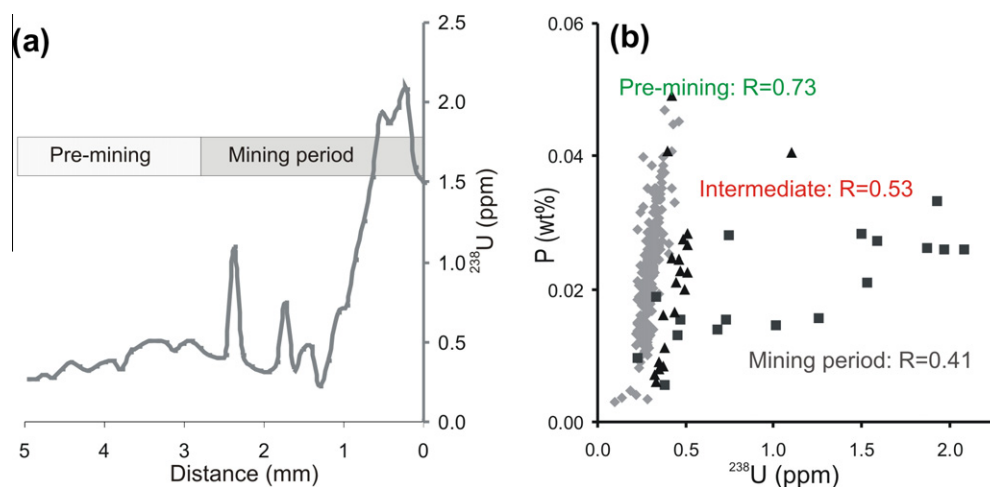 (a)
2.5
2.0
1.5
1.0
0.5
0.0
²³⁸U (ppm)
Pre-mining
Mining period
5
4
3
2
1
0
Distance (mm)
(b)
0.06
0.04
0.02
0.00
P (wt%)
Pre-mining: R=0.73
Intermediate: R=0.53
Mining period: R=0.41
0.0
0.5
1.0
1.5
2.0
²³⁸U (ppm)